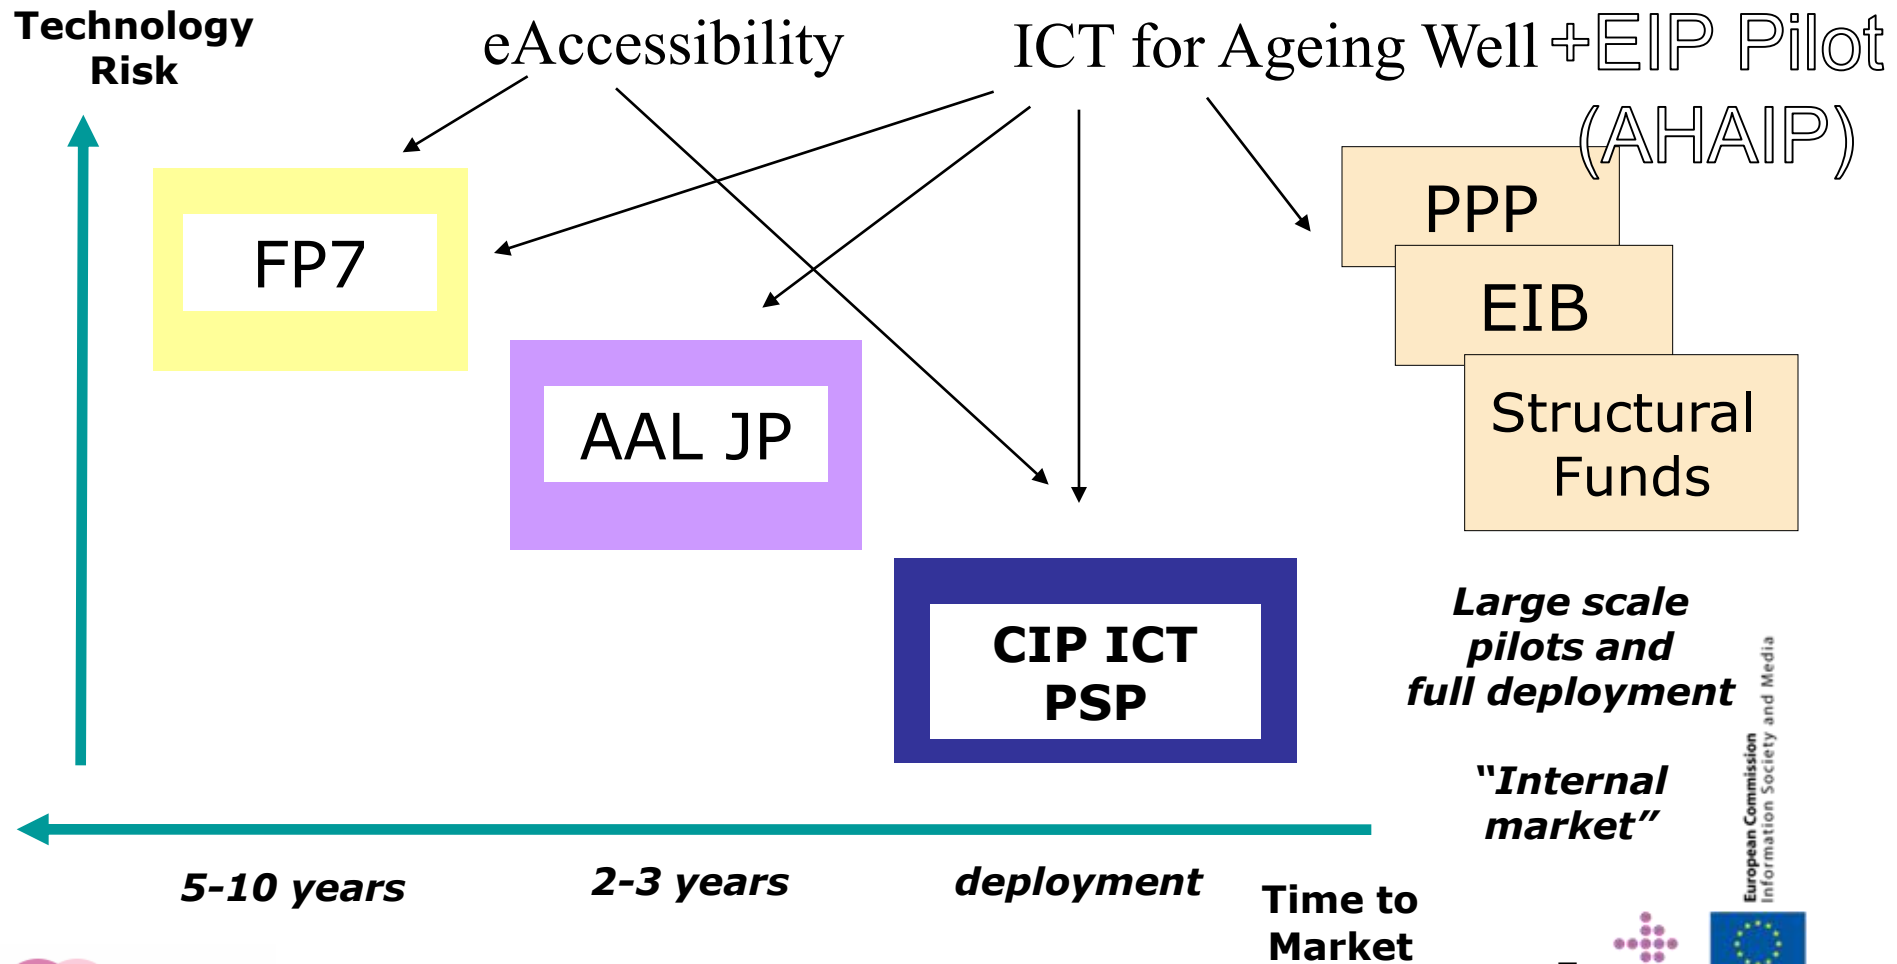 Technology
Risk
eAccessibility
ICT for Ageing Well +EIP Pilot
(AHAIP)
FP7
PPP
EIB
AAL JP
Structural
Funds
CIP ICT
PSP
Large scale
pilots and
full deployment
“Internal
market”
European Commission
Information Society and Media
5-10 years
2-3 years
deployment
Time to
Market